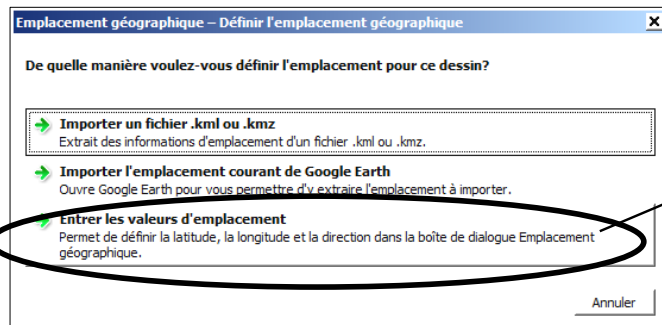 Emplacement géographique – Définir l'emplacement géographique
De quelle manière voulez-vous définir l'emplacement pour ce dessin?
Importer un fichier .kml ou .kmz
Extrait des informations d'emplacement d'un fichier .kml ou .kmz.
Importer l'emplacement courant de Google Earth
Ouvre Google Earth pour vous permettre d'y extraire l'emplacement à importer.
Entrer les valeurs d'emplacement
Permet de définir la latitude, la longitude et la direction dans la boîte de dialogue Emplacement
géographique.
Annuler